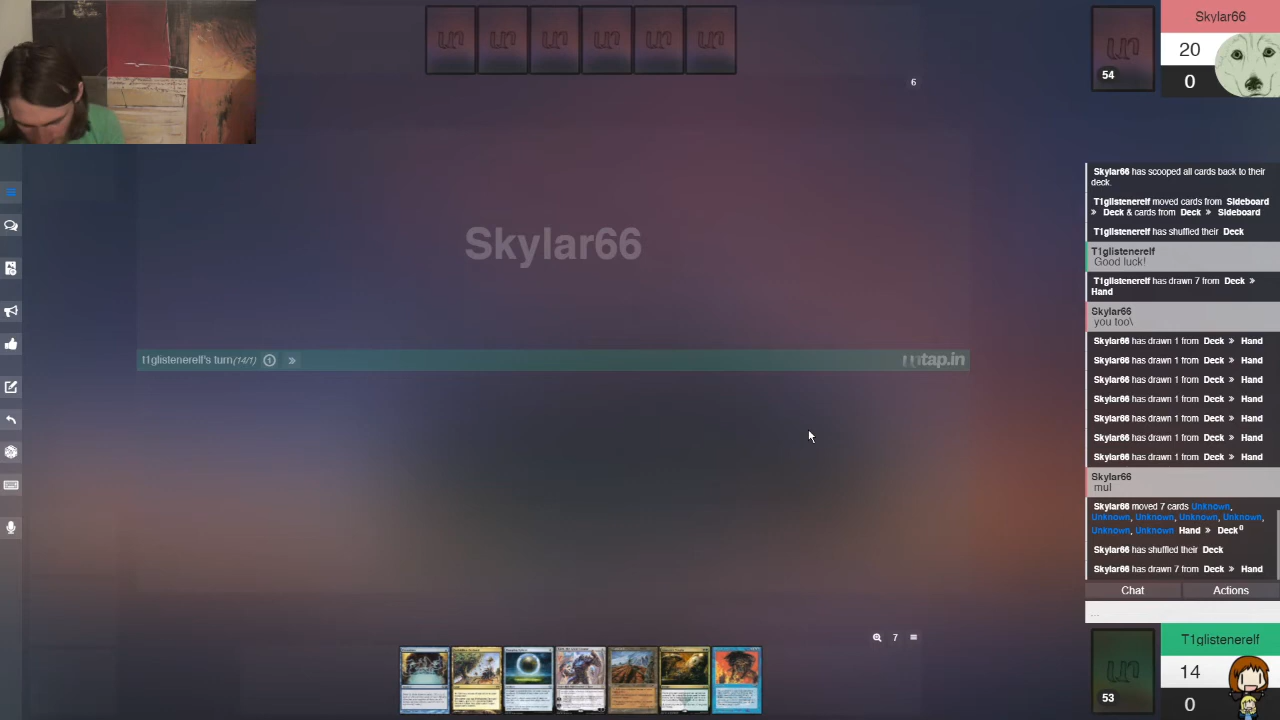 Skylar66
20
54
0
6
Skylar66 has scooped all cards back to their
deck.
T1glistenerelf moved cards from Sideboard
» Deck & cards from Deck » Sideboard
T1glistenerelf has shuffled their Deck
T1glistenerelf
Good luck!
T1glistenerelf has drawn 7 from Deck »
Hand
Skylar66
you too\
Skylar66 has drawn 1 from Deck » Hand
Skylar66 has drawn 1 from Deck » Hand
Skylar66 has drawn 1 from Deck » Hand
Skylar66 has drawn 1 from Deck » Hand
Skylar66 has drawn 1 from Deck » Hand
Skylar66 has drawn 1 from Deck » Hand
Skylar66 has drawn 1 from Deck » Hand
Skylar66
mul
Skylar66 moved 7 cards Unknown,
Unknown, Unknown, Unknown, Unknown,
Unknown, Unknown Hand » Deck0
Skylar66 has shuffled their Deck
Skylar66 has drawn 7 from Deck » Hand
Chat
Actions
...
Skylar66
t1glistenerelf's turn(14/1) 1 »
untap.in
7
T1glistenerelf
14
0